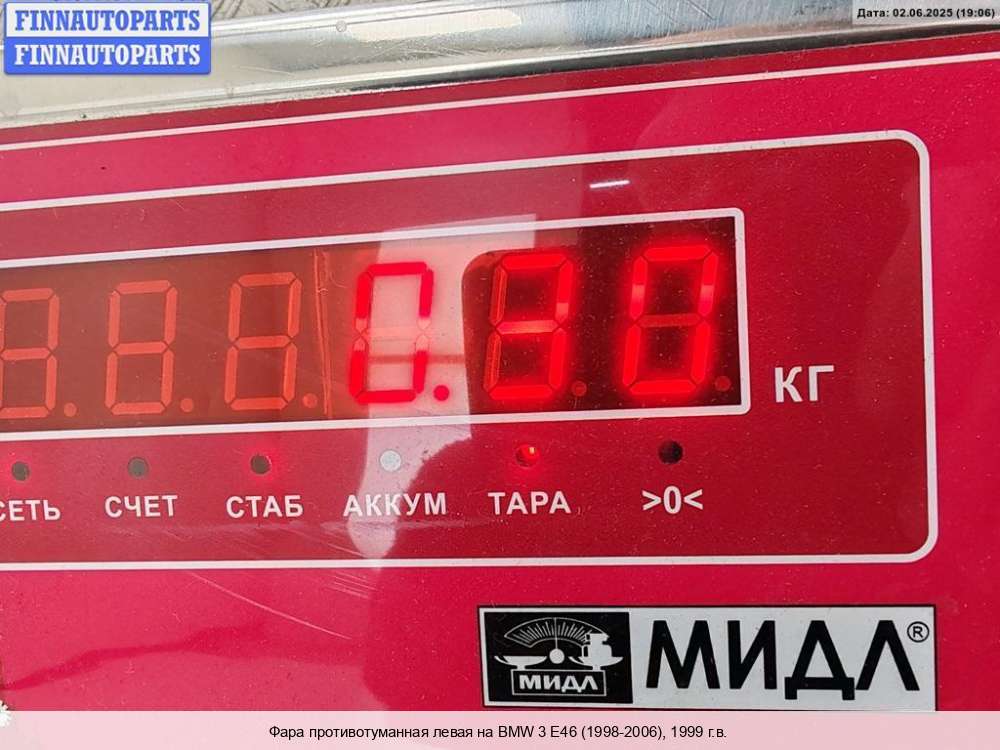 FINNAUTOPARTS
FINNAUTOPARTS
Дата: 02.06.2025 (19:06)
0.30
КГ
СЕТЬ СЧЕТ СТАБ АККУМ ТАРА >0<
МИДЛ МИДЛ®
Фара противотуманная левая на BMW 3 E46 (1998-2006), 1999 г.в.